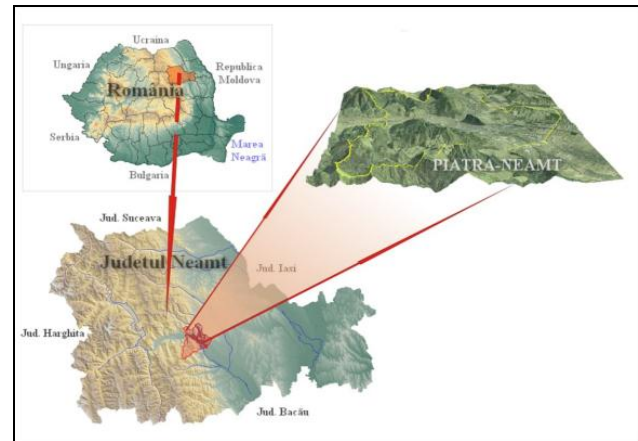 Ucraina
Ungaria
Republica
Moldova
România
Serbia
Marea
Neagră
Bulgaria
PIATRA-NEAMT
Jud. Suceava
Judetul Neamt
Jud. Iasi
Jud. Harghita
Jud. Bacău